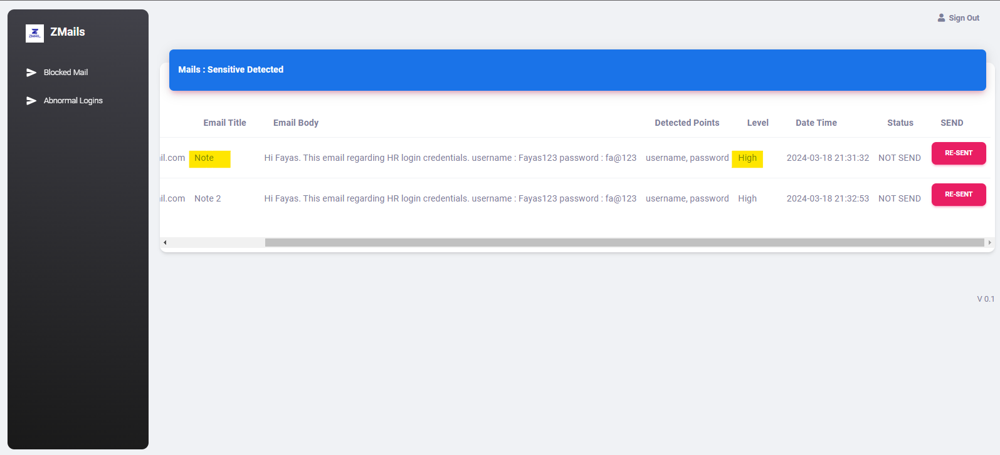 Sign Out
Z
ZMAIL
ZMails
Mails : Sensitive Detected
Blocked Mail
Abnormal Logins
Email Title Email Body Detected Points Level Date Time Status SEND
il.com Note Hi Fayas. This email regarding HR login credentials. username : Fayas123 password : fa@123 username, password High 2024-03-18 21:31:32 NOT SEND RE-SENT
il.com Note 2 Hi Fayas. This email regarding HR login credentials. username : Fayas123 password : fa@123 username, password High 2024-03-18 21:32:53 NOT SEND RE-SENT
V 0.1